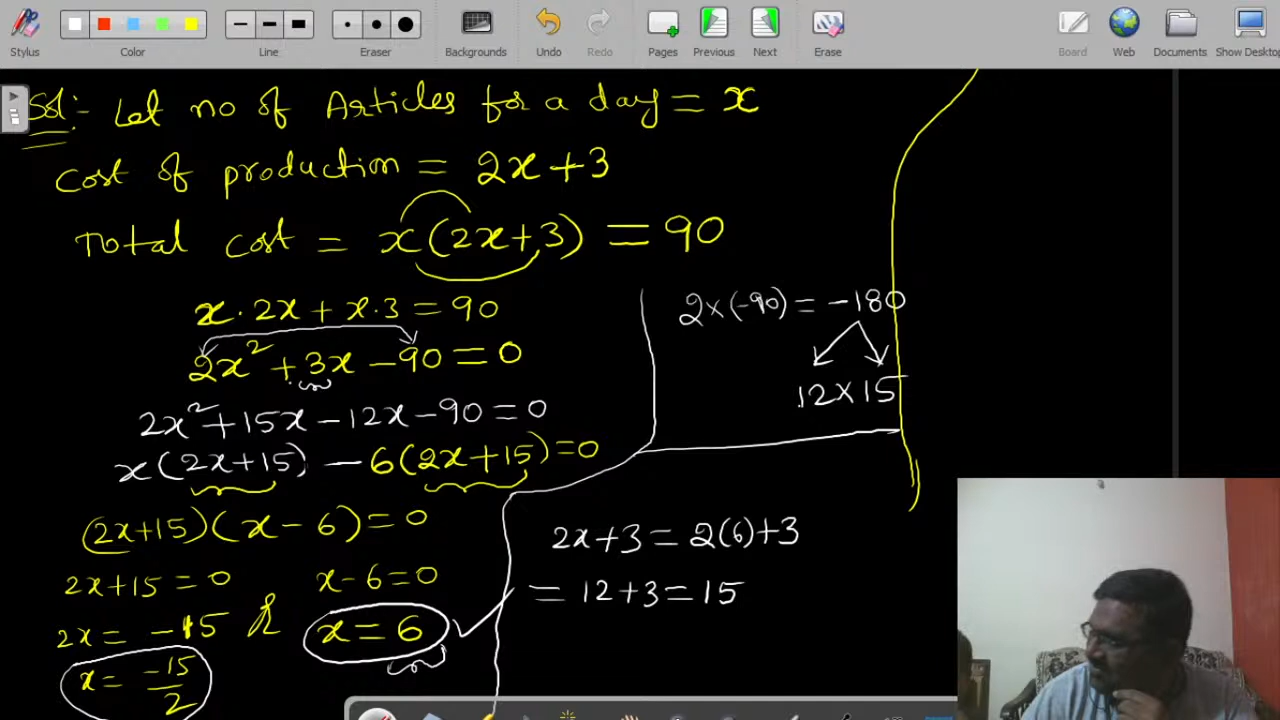 Stylus Color Line Eraser Backgrounds Undo Redo Pages Previous Next Erase Board Web Documents Show Desktop
Sol:- Let no of Articles for a day = x
Cost of production = 2x+3
Total cost = x(2x+3) = 90
x·2x + x·3 = 90
2x² + 3x - 90 = 0
2x² + 15x - 12x - 90 = 0
x(2x+15) - 6(2x+15) = 0
(2x+15)(x-6) = 0
2x+15 = 0 x-6 = 0
2x = -15 & x = 6
x = -15/2
2x(-90) = -180
12x15
2x+3 = 2(6)+3
= 12+3 = 15